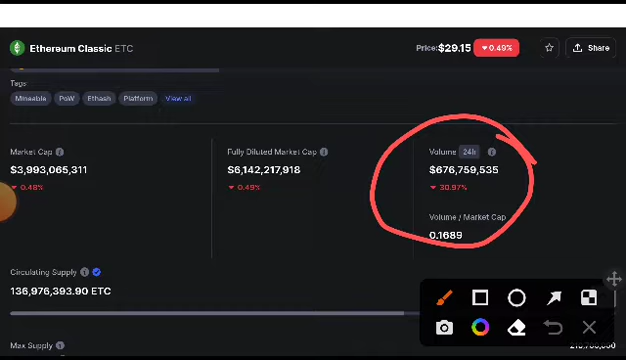 Ethereum Classic ETC
Price: $29.15 ▼0.49%
Share
Tags
Mineable PoW Ethash Platform View all
Market Cap
$3,993,065,311
▼ 0.48%
Fully Diluted Market Cap
$6,142,217,918
▼ 0.49%
Volume 24h
$676,759,535
▼ 30.97%
Volume / Market Cap
0.1689
Circulating Supply
136,976,393.90 ETC
Max Supply